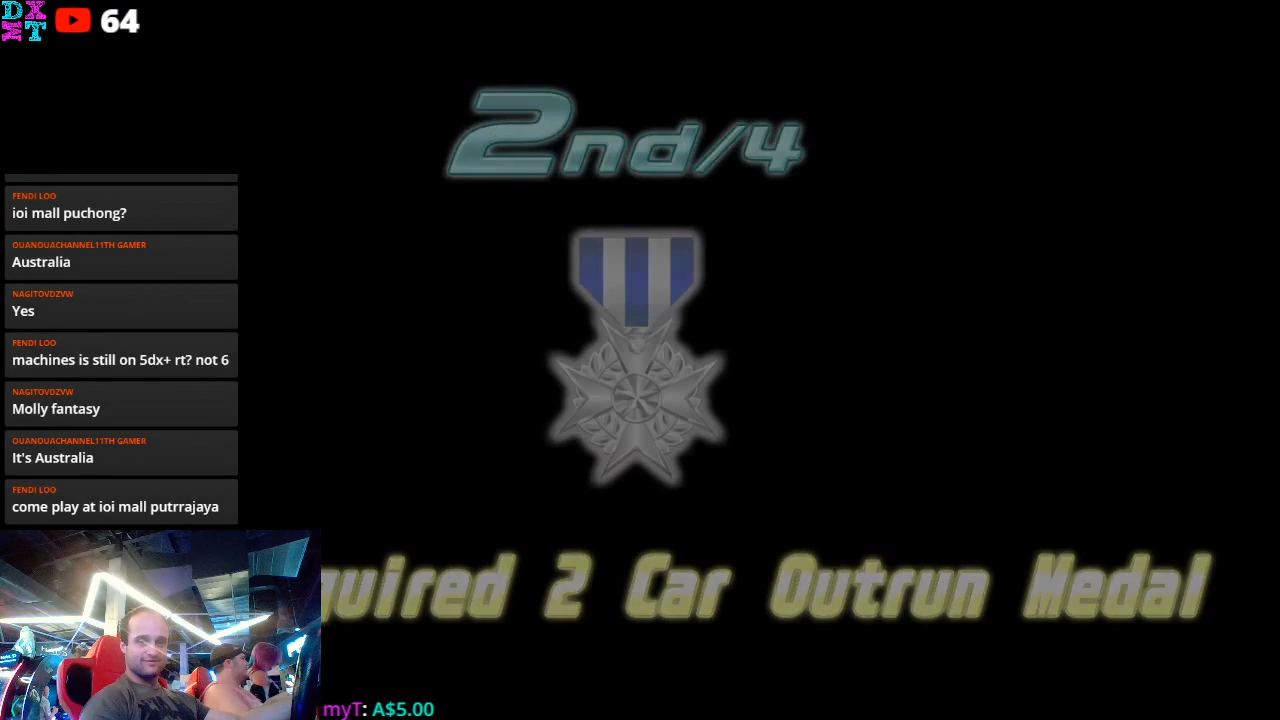 DX
MT
64
2nd/4
FENDI LOO
ioi mall puchong?
OUANOUACHANNEL11TH GAMER
Australia
NAGITOVDZVW
Yes
FENDI LOO
machines is still on 5dx+ rt? not 6
NAGITOVDZVW
Molly fantasy
OUANOUACHANNEL11TH GAMER
It's Australia
FENDI LOO
come play at ioi mall putrrajaya
quired 2 Car Outrun Medal
myT: A$5.00